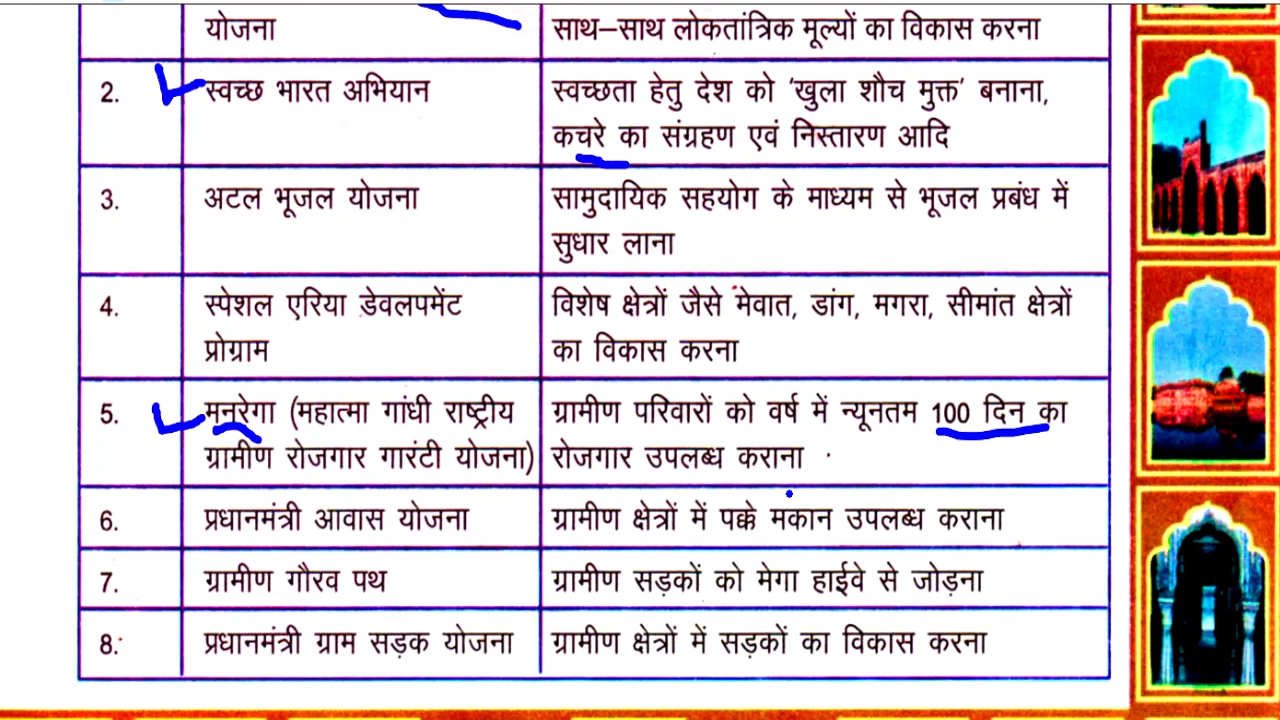 योजना
साथ–साथ लोकतांत्रिक मूल्यों का विकास करना
2.
स्वच्छ भारत अभियान
स्वच्छता हेतु देश को 'खुला शौच मुक्त' बनाना,
कचरे का संग्रहण एवं निस्तारण आदि
3.
अटल भूजल योजना
सामुदायिक सहयोग के माध्यम से भूजल प्रबंध में
सुधार लाना
4.
स्पेशल एरिया डेवलपमेंट
प्रोग्राम
विशेष क्षेत्रों जैसे मेवात, डांग, मगरा, सीमांत क्षेत्रों
का विकास करना
5.
मनरेगा (महात्मा गांधी राष्ट्रीय
ग्रामीण रोजगार गारंटी योजना)
ग्रामीण परिवारों को वर्ष में न्यूनतम 100 दिन का
रोजगार उपलब्ध कराना
6.
प्रधानमंत्री आवास योजना
ग्रामीण क्षेत्रों में पक्के मकान उपलब्ध कराना
7.
ग्रामीण गौरव पथ
ग्रामीण सड़कों को मेगा हाईवे से जोड़ना
8.
प्रधानमंत्री ग्राम सड़क योजना
ग्रामीण क्षेत्रों में सड़कों का विकास करना